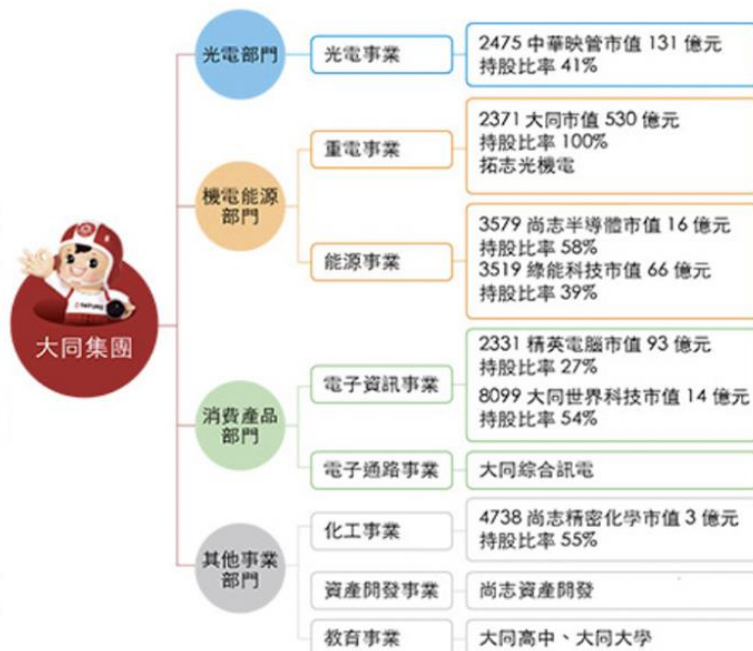 大同集團
光電部門
光電事業
2475 中華映管市值 131 億元
持股比率 41%
機電能源
部門
重電事業
2371 大同市值 530 億元
持股比率 100%
拓志光機電
能源事業
3579 尚志半導體市值 16 億元
持股比率 58%
3519 綠能科技市值 66 億元
持股比率 39%
消費產品
部門
電子資訊事業
2331 精英電腦市值 93 億元
持股比率 27%
8099 大同世界科技市值 14 億元
持股比率 54%
電子通路事業
大同綜合訊電
其他事業
部門
化工事業
4738 尚志精密化學市值 3 億元
持股比率 55%
資產開發事業
尚志資產開發
教育事業
大同高中、大同大學